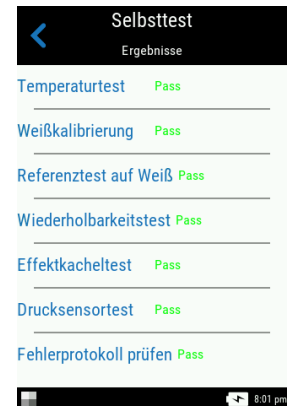 Selbsttest
Ergebnisse
Temperaturtest Pass
Weißkalibrierung Pass
Referenztest auf Weiß Pass
Wiederholbarkeitstest Pass
Effektkacheltest Pass
Drucksensortest Pass
Fehlerprotokoll prüfen Pass
8:01 pm